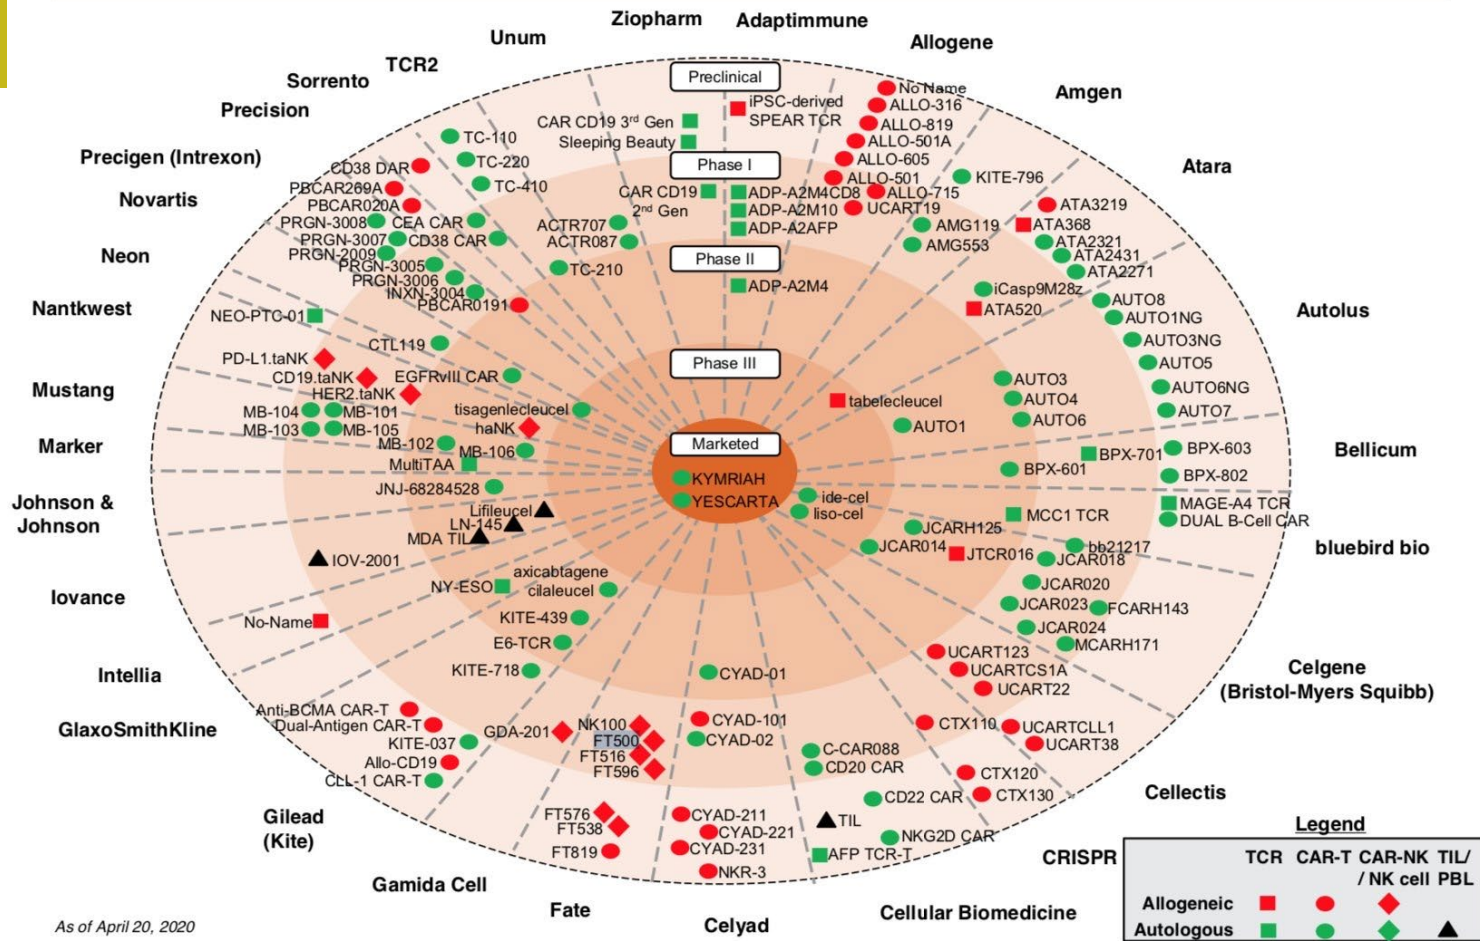 Ziopharm
Adaptimmune
Unum
Allogene
TCR2
Sorrento
Amgen
Precision
Precigen (Intrexon)
Atara
Novartis
Neon
Autolus
Nantkwest
Mustang
Marker
Bellicum
Johnson &
Johnson
bluebird bio
Iovance
Intellia
Celgene
(Bristol-Myers Squibb)
GlaxoSmithKline
Cellectis
Gilead
(Kite)
CRISPR
Gamida Cell
Fate
Celyad
Cellular Biomedicine
Preclinical
Phase I
Phase II
Phase III
Marketed
KYMRIAH
YESCARTA
iPSC-derived
SPEAR TCR
ADP-A2M4CD8
ADP-A2M10
ADP-A2AFP
ADP-A2M4
No Name
ALLO-316
ALLO-819
ALLO-501A
ALLO-605
ALLO-501
ALLO-715
UCART19
KITE-796
AMG119
AMG553
ATA3219
ATA368
ATA2321
ATA2431
ATA2271
iCasp9M28z
ATA520
tabelecleucel
AUTO8
AUTO1NG
AUTO3NG
AUTO5
AUTO6NG
AUTO7
AUTO3
AUTO4
AUTO6
AUTO1
BPX-603
BPX-701
BPX-601
BPX-802
MAGE-A4 TCR
DUAL B-Cell CAR
MCC1 TCR
bb21217
ide-cel
liso-cel
JCARH125
JCAR014
JTCR016
JCAR018
JCAR020
JCAR023
FCARH143
JCAR024
MCARH171
UCART123
UCARTCS1A
UCART22
UCARTCLL1
UCART38
CTX110
CTX120
CTX130
C-CAR088
CD20 CAR
CD22 CAR
TIL
NKG2D CAR
AFP TCR-T
CYAD-01
CYAD-101
CYAD-02
CYAD-211
CYAD-221
CYAD-231
NKR-3
NK100
FT500
FT516
FT596
FT576
FT538
FT819
GDA-201
axicabtagene
cilaleucel
KITE-439
E6-TCR
KITE-718
Anti-BCMA CAR-T
Dual-Antigen CAR-T
KITE-037
Allo-CD19
CLL-1 CAR-T
NY-ESO
No-Name
Lifileucel
LN-145
MDA TIL
IOV-2001
JNJ-68284528
MultiTAA
MB-104
MB-101
MB-103
MB-105
MB-102
MB-106
PD-L1.taNK
CD19.taNK
HER2.taNK
haNK
NEO-PTC-01
CTL119
EGFRvIII CAR
tisagenlecleucel
PRGN-3008
PRGN-3007
PRGN-2009
PRGN-3005
PRGN-3006
INXN-3004
PBCAR269A
PBCAR020A
PBCAR0191
CD38 DAR
CEA CAR
CD38 CAR
TC-110
TC-220
TC-410
TC-210
ACTR707
ACTR087
CAR CD19 3rd Gen
Sleeping Beauty
CAR CD19
2nd Gen
Legend
TCR CAR-T CAR-NK TIL/
/ NK cell PBL
Allogeneic
Autologous
As of April 20, 2020